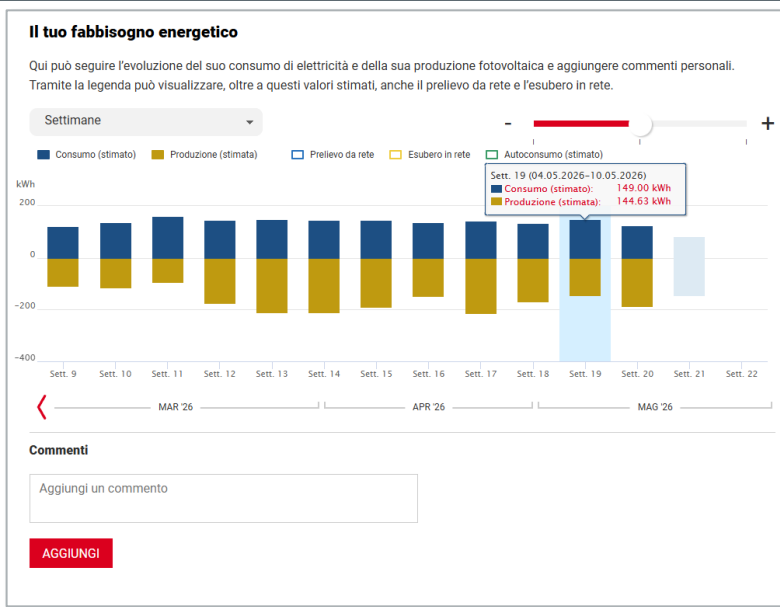 Il tuo fabbisogno energetico
Qui può seguire l'evoluzione del suo consumo di elettricità e della sua produzione fotovoltaica e aggiungere commenti personali.
Tramite la legenda può visualizzare, oltre a questi valori stimati, anche il prelievo da rete e l'esubero in rete.
Settimane
- +
Consumo (stimato) Produzione (stimata) Prelievo da rete Esubero in rete Autoconsumo (stimato)
Sett. 19 (04.05.2026–10.05.2026)
Consumo (stimato): 149.00 kWh
Produzione (stimata): 144.63 kWh
kWh
200
0
−200
−400
Sett. 9 Sett. 10 Sett. 11 Sett. 12 Sett. 13 Sett. 14 Sett. 15 Sett. 16 Sett. 17 Sett. 18 Sett. 19 Sett. 20 Sett. 21 Sett. 22
MAR '26 APR '26 MAG '26
Commenti
Aggiungi un commento
AGGIUNGI